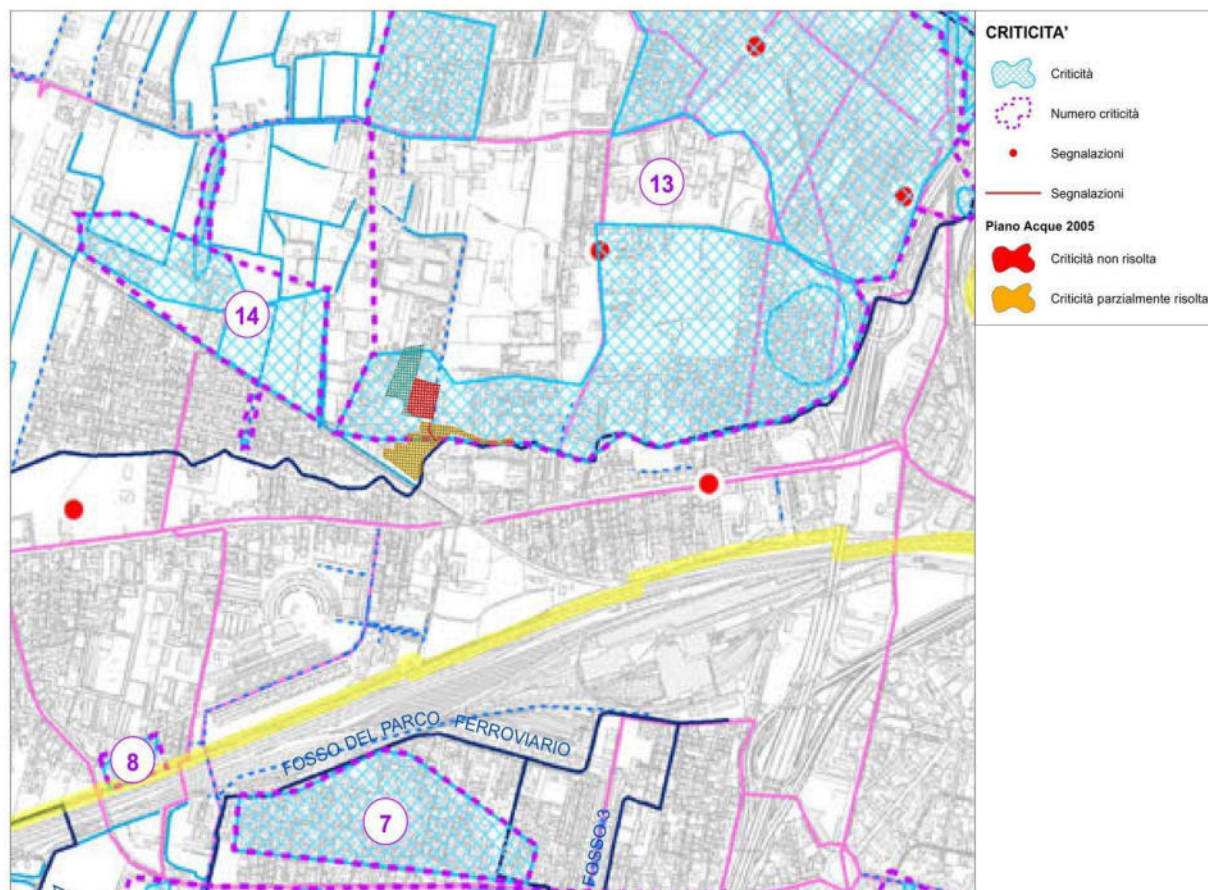 13
14
8
7
FOSSO DEL PARCO FERROVIARIO
FOSSO 3
CRITICITA'
Criticità
Numero criticità
Segnalazioni
Segnalazioni
Piano Acque 2005
Criticità non risolta
Criticità parzialmente risolta